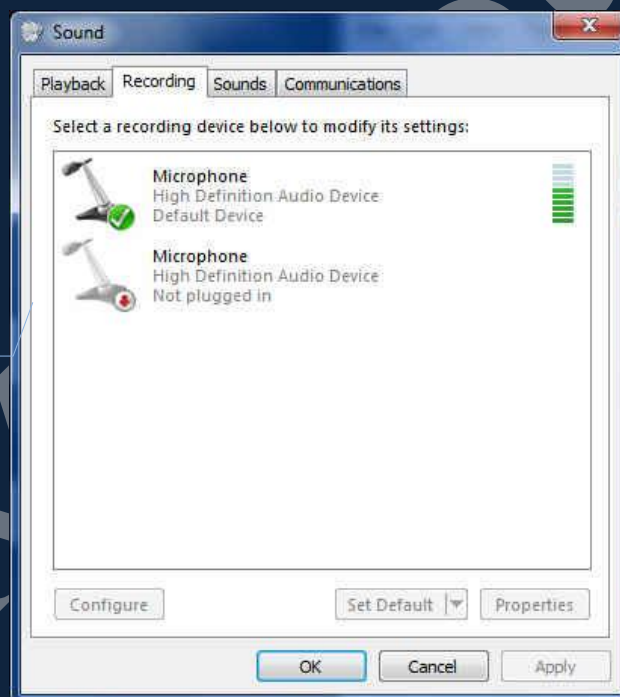 Sound
Playback Recording Sounds Communications
Select a recording device below to modify its settings:
Microphone
High Definition Audio Device
Default Device
Microphone
High Definition Audio Device
Not plugged in
Configure Set Default Properties
OK Cancel Apply